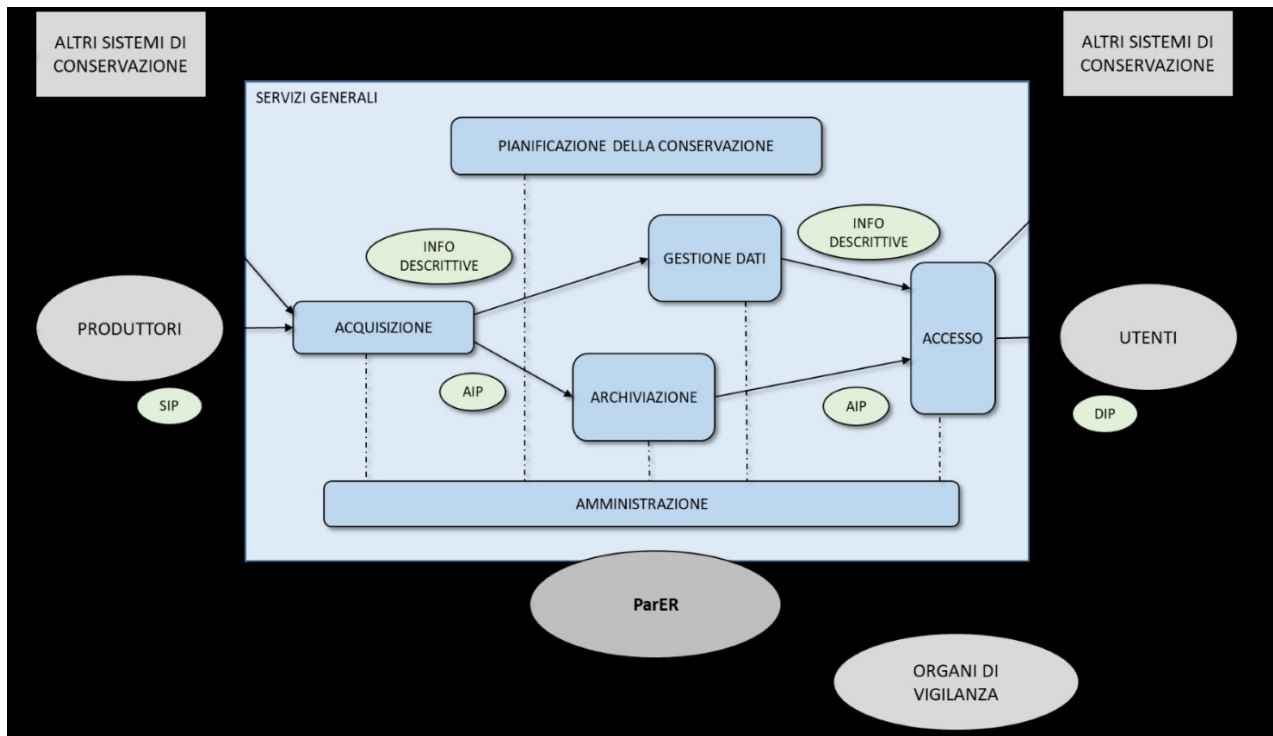 ALTRI SISTEMI DI
CONSERVAZIONE
ALTRI SISTEMI DI
CONSERVAZIONE
SERVIZI GENERALI
PIANIFICAZIONE DELLA CONSERVAZIONE
INFO
DESCRITTIVE
INFO
DESCRITTIVE
GESTIONE DATI
PRODUTTORI
ACQUISIZIONE
ACCESSO
UTENTI
SIP
AIP
ARCHIVIAZIONE
AIP
DIP
AMMINISTRAZIONE
ParER
ORGANI DI
VIGILANZA